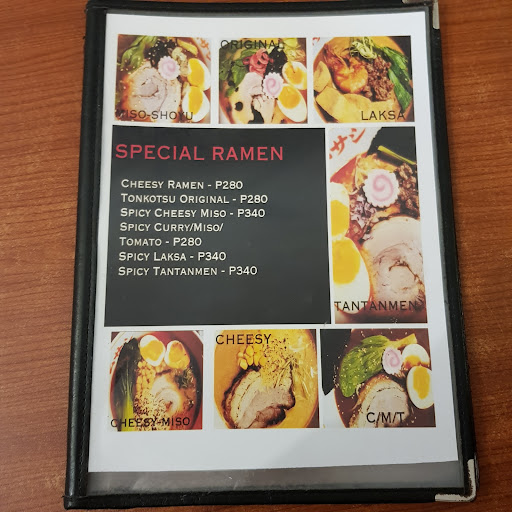 ORIGINAL
MISO-SHOYU
LAKSA
SPECIAL RAMEN
CHEESY RAMEN - P280
TONKOTSU ORIGINAL - P280
SPICY CHEESY MISO - P340
SPICY CURRY/MISO/
TOMATO - P280
SPICY LAKSA - P340
SPICY TANTANMEN - P340
TANTANMEN
CHEESY
CHEESY-MISO
C/M/T